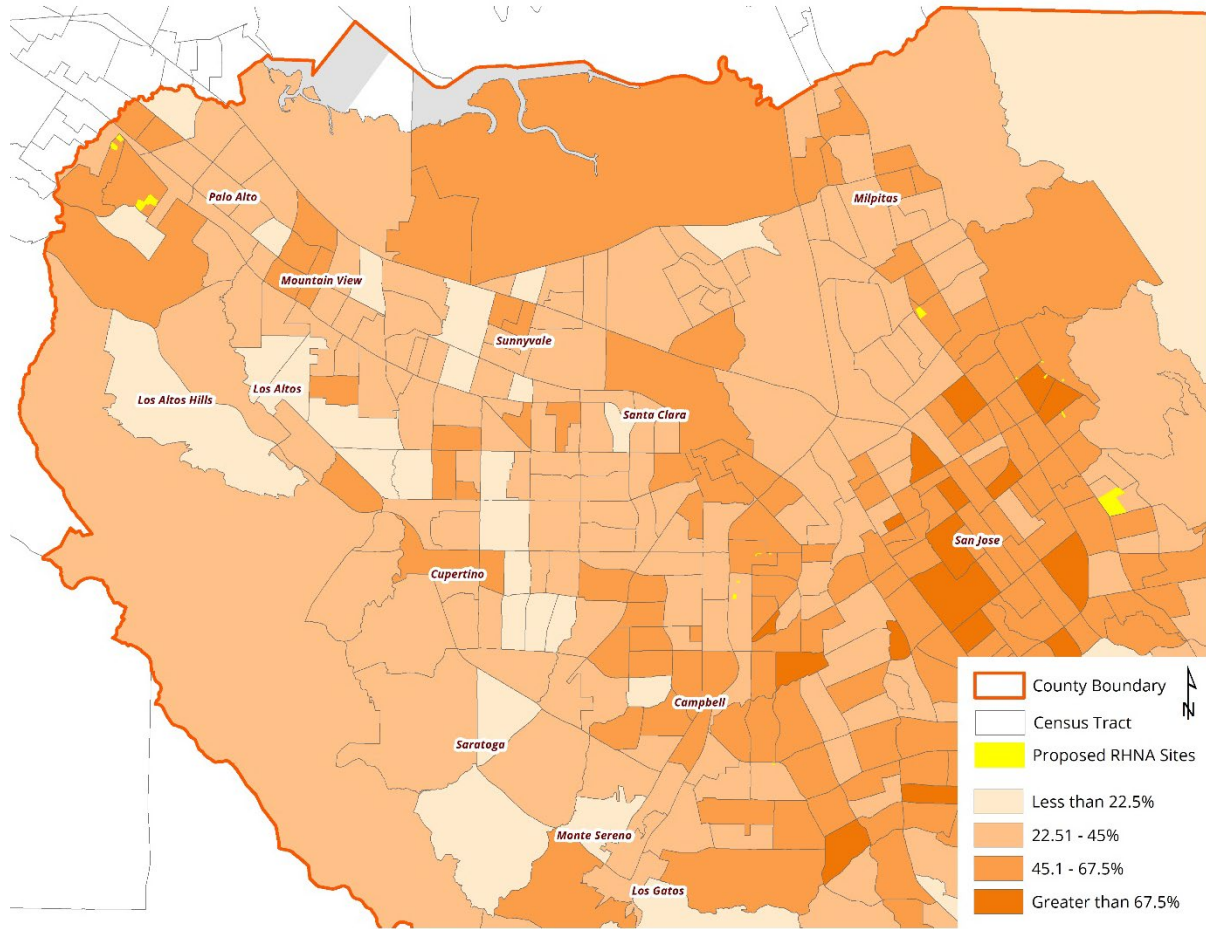 Palo Alto
Milpitas
Mountain View
Sunnyvale
Los Altos
Los Altos Hills
Santa Clara
San Jose
Cupertino
Campbell
Saratoga
Monte Sereno
Los Gatos
County Boundary
N
Census Tract
Proposed RHNA Sites
Less than 22.5%
22.51 - 45%
45.1 - 67.5%
Greater than 67.5%